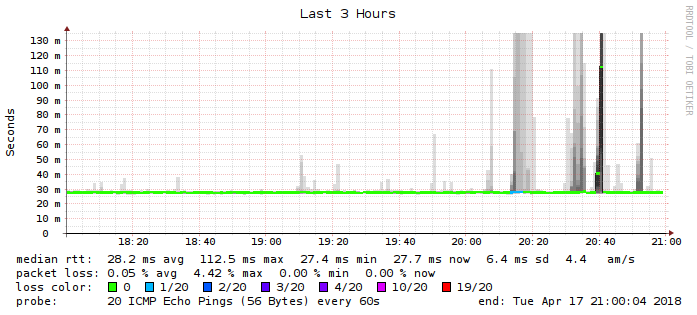 Last 3 Hours
RRDTOOL / TOBI OETIKER
Seconds
130 m
120 m
110 m
100 m
90 m
80 m
70 m
60 m
50 m
40 m
30 m
20 m
10 m
0
18:20 18:40 19:00 19:20 19:40 20:00 20:20 20:40 21:00
median rtt: 28.2 ms avg 112.5 ms max 27.4 ms min 27.7 ms now 6.4 ms sd 4.4 am/s
packet loss: 0.05 % avg 4.42 % max 0.00 % min 0.00 % now
loss color: 0 1/20 2/20 3/20 4/20 10/20 19/20
probe: 20 ICMP Echo Pings (56 Bytes) every 60s end: Tue Apr 17 21:00:04 2018